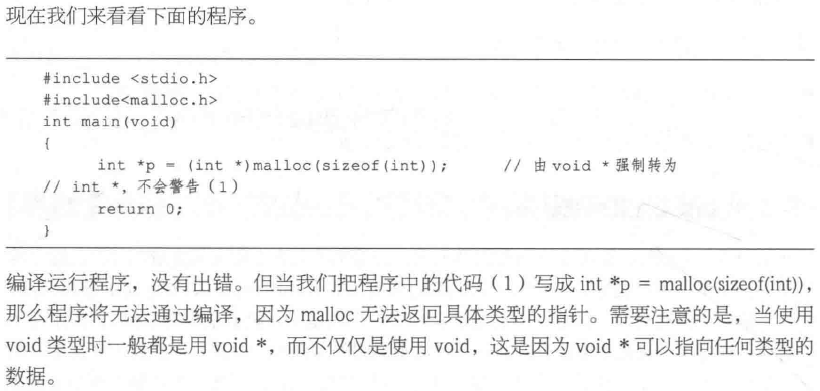 现在我们来看看下面的程序。
#include <stdio.h>
#include<malloc.h>
int main(void)
{
int *p = (int *)malloc(sizeof(int)); // 由 void * 强制转为
// int *, 不会警告 (1)
return 0;
}
编译运行程序，没有出错。但当我们把程序中的代码（1）写成 int *p = malloc(sizeof(int))，
那么程序将无法通过编译，因为 malloc 无法返回具体类型的指针。需要注意的是，当使用
void 类型时一般都是用 void *，而不仅仅是使用 void，这是因为 void * 可以指向任何类型的
数据。